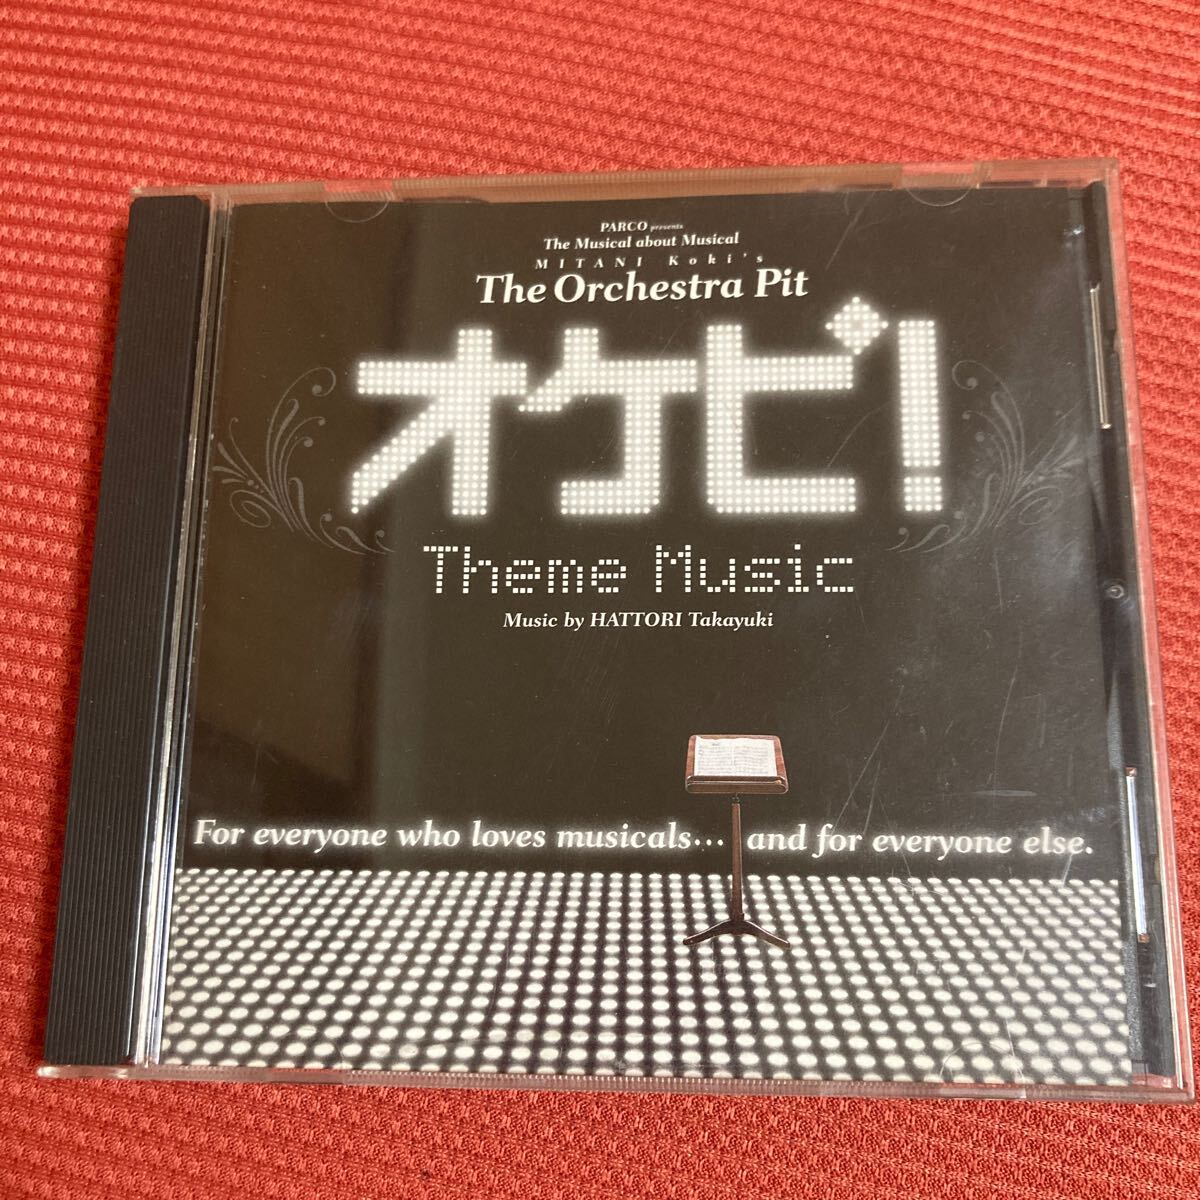 PARCO presents
The Musical about Musical
MITANI Koki's
The Orchestra Pit
オケピ!
Theme Music
Music by HATTORI Takayuki
For everyone who loves musicals... and for everyone else.